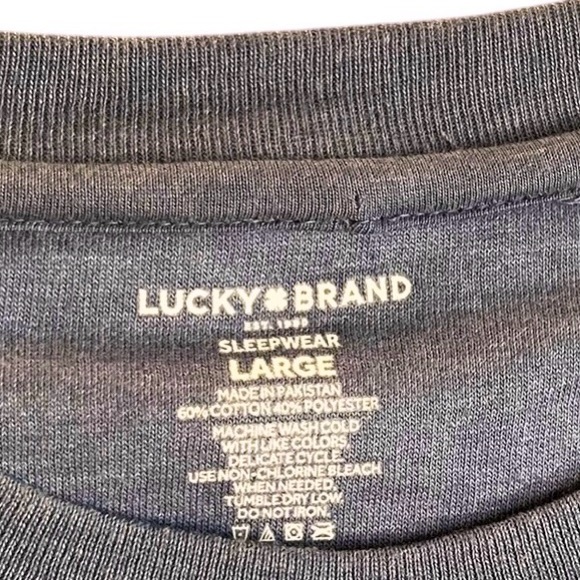 LUCKY BRAND
EST. 1990
SLEEPWEAR
LARGE
MADE IN PAKISTAN
60% COTTON 40% POLYESTER
MACHINE WASH COLD
WITH LIKE COLORS,
DELICATE CYCLE.
USE NON-CHLORINE BLEACH
WHEN NEEDED.
TUMBLE DRY LOW.
DO NOT IRON.